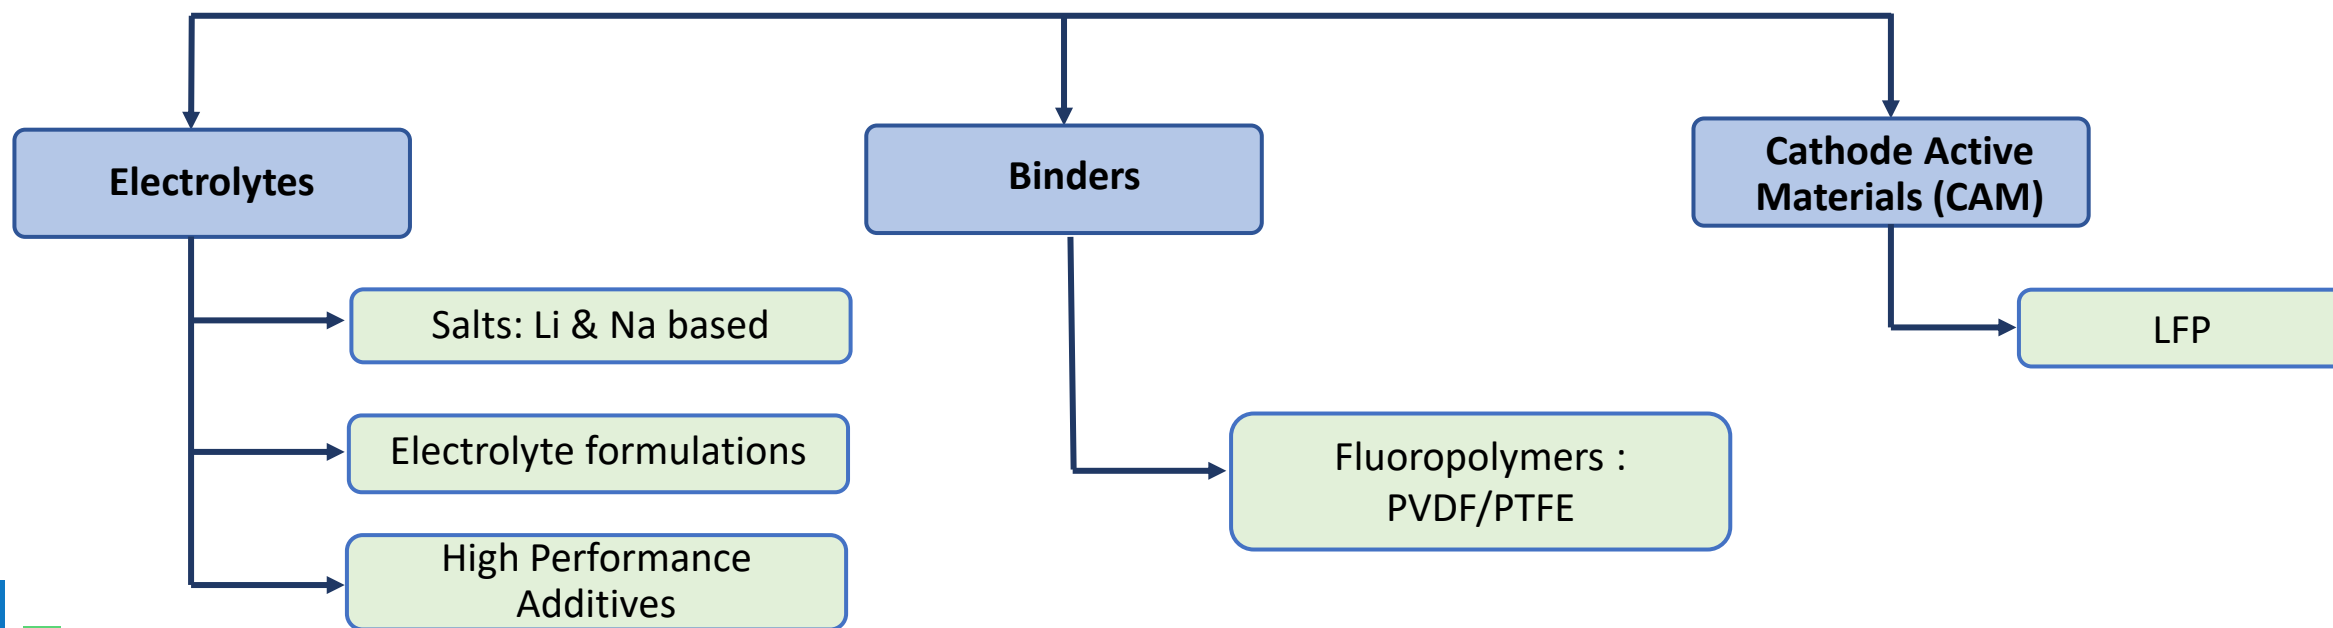 Electrolytes
Binders
Cathode Active
Materials (CAM)
Salts: Li & Na based
LFP
Electrolyte formulations
Fluoropolymers :
PVDF/PTFE
High Performance
Additives